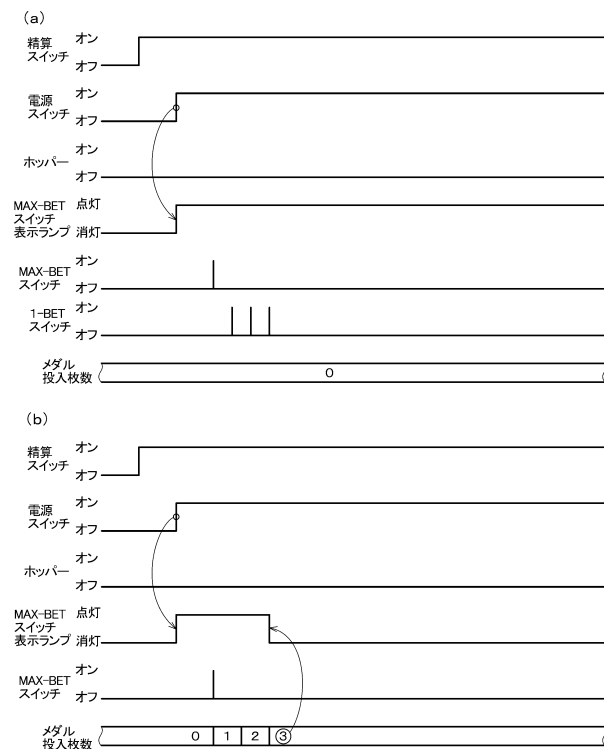 (a)
精算
スイッチ
オン
オフ
電源
スイッチ
オン
オフ
ホッパー
オン
オフ
MAX-BET
スイッチ
表示ランプ
点灯
消灯
MAX-BET
スイッチ
オン
オフ
1-BET
スイッチ
オン
オフ
メダル
投入枚数
0
(b)
精算
スイッチ
オン
オフ
電源
スイッチ
オン
オフ
ホッパー
オン
オフ
MAX-BET
スイッチ
表示ランプ
点灯
消灯
MAX-BET
スイッチ
オン
オフ
メダル
投入枚数
0 1 2 ③